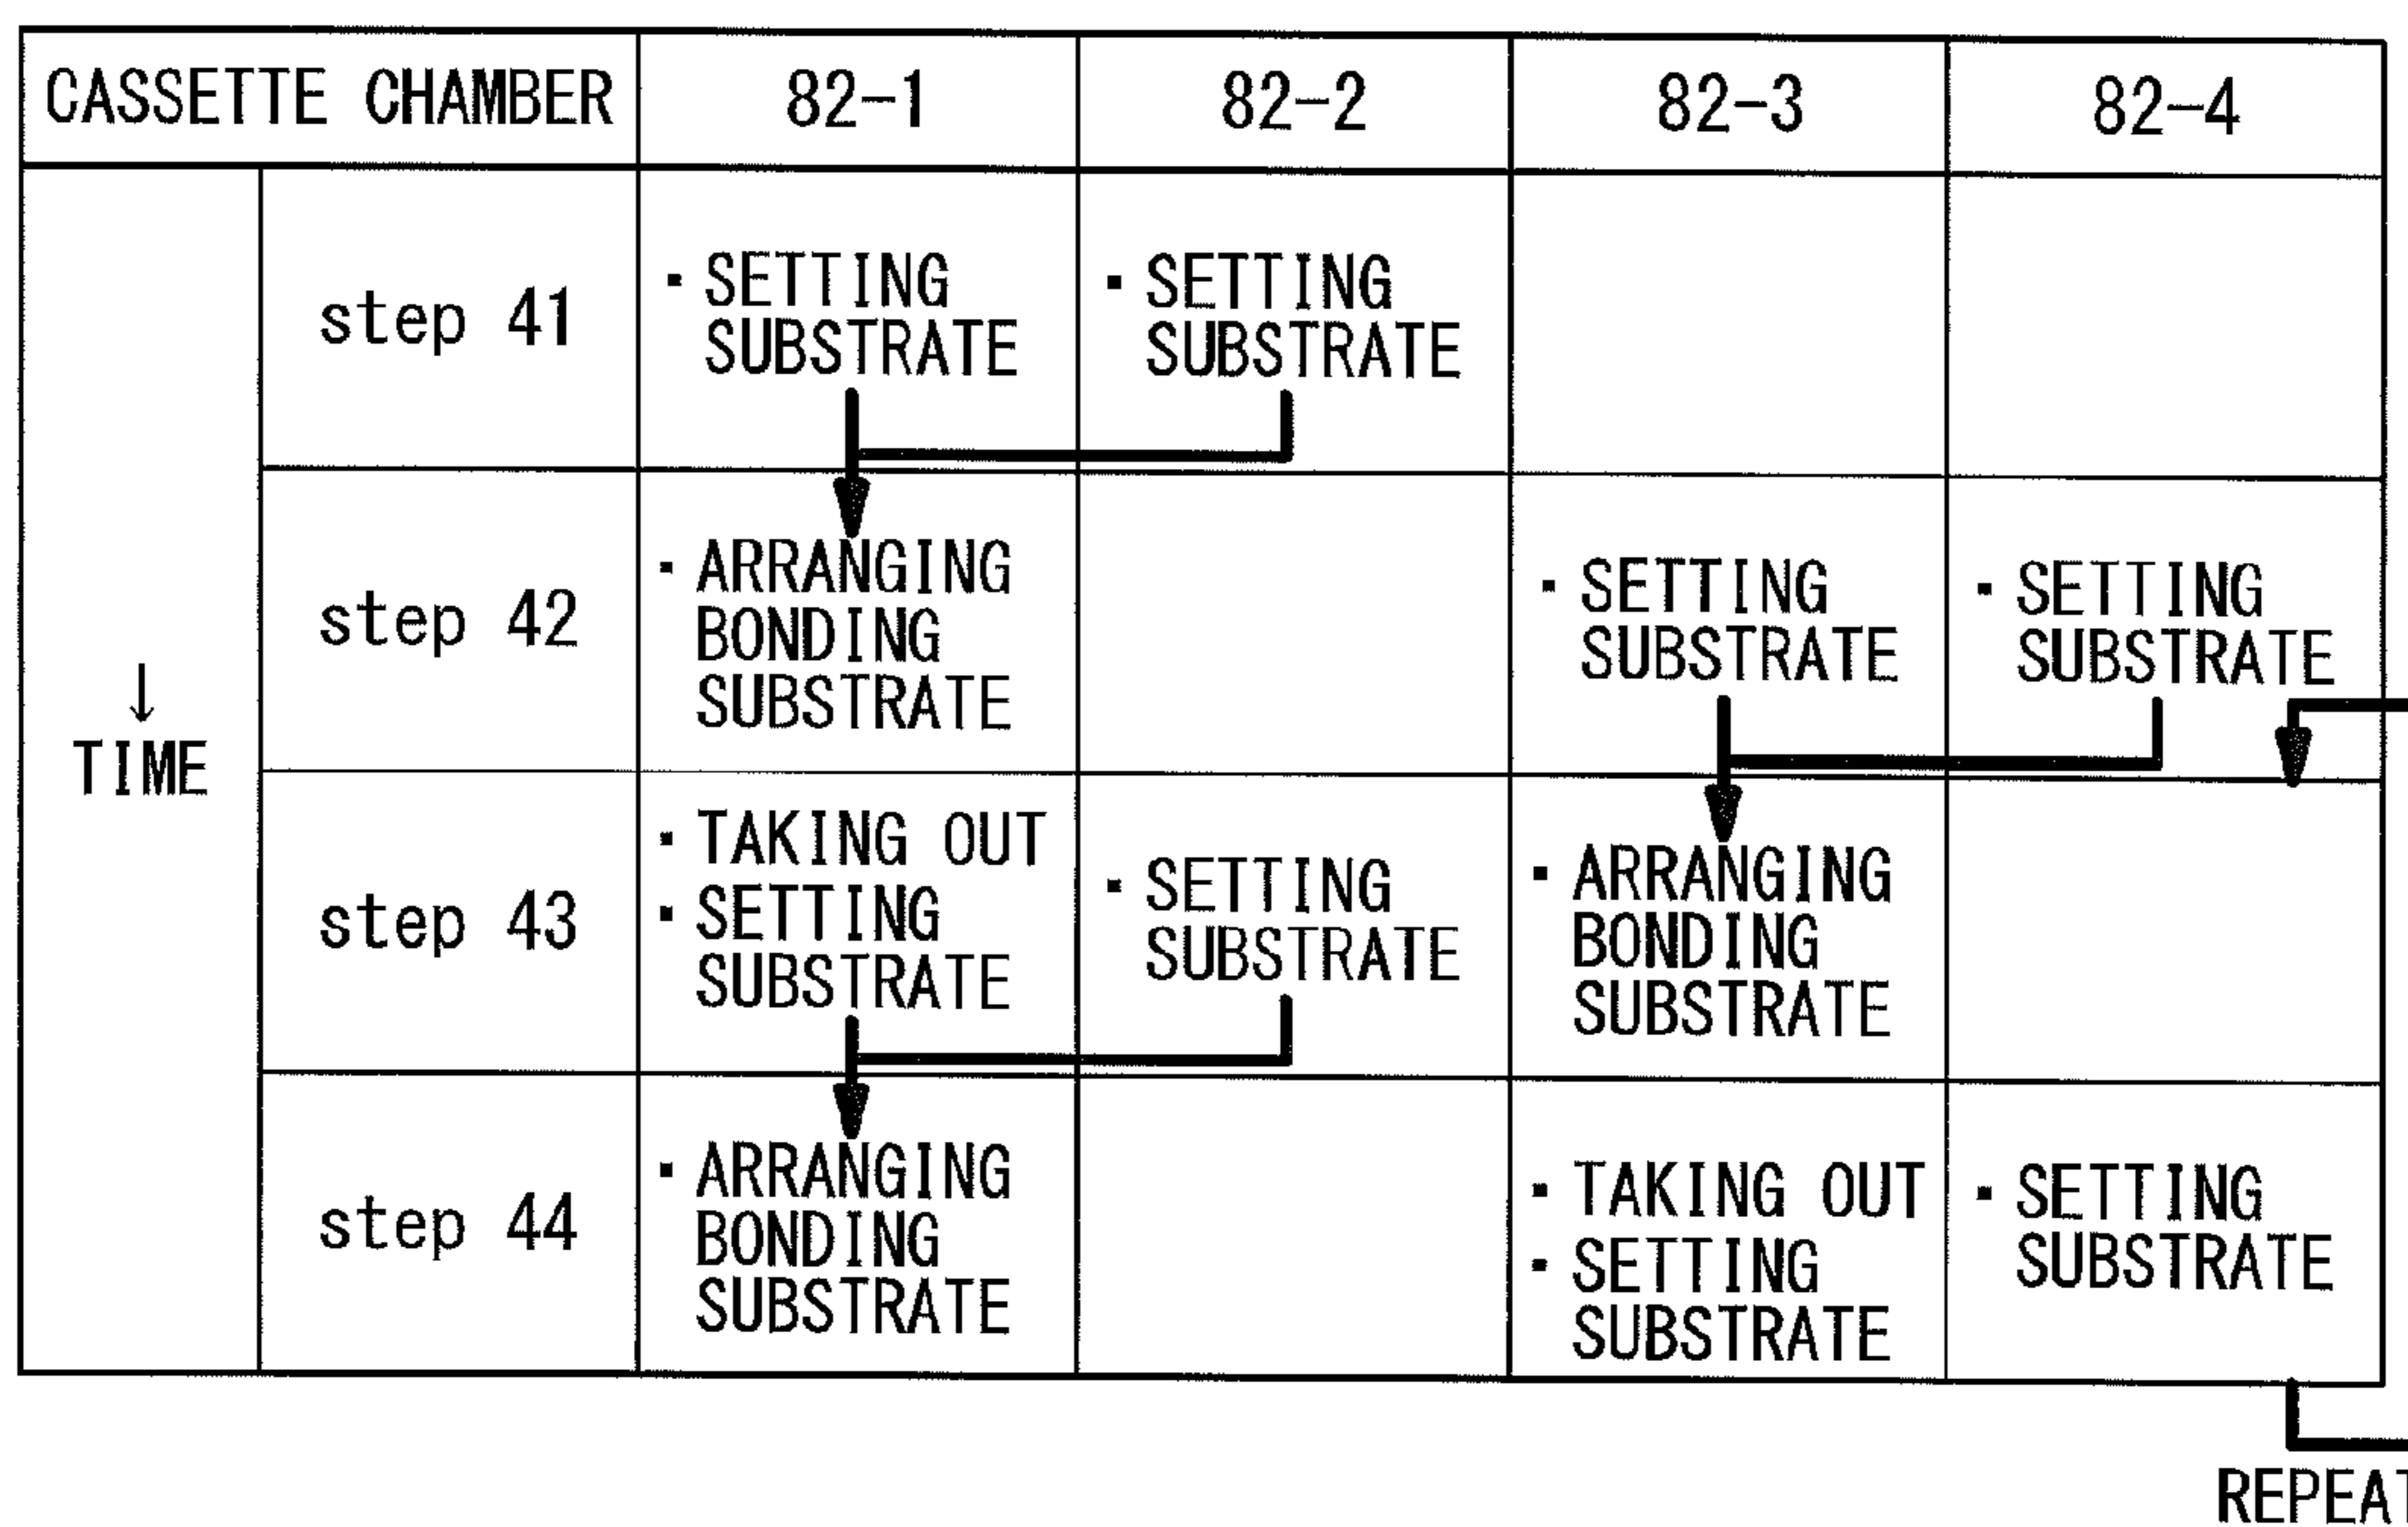 CASSETTE CHAMBER 82-1 82-2 82-3 82-4
↓
TIME
step 41
・SETTING
SUBSTRATE
・SETTING
SUBSTRATE
step 42
・ARRANGING
BONDING
SUBSTRATE
・SETTING
SUBSTRATE
・SETTING
SUBSTRATE
step 43
・TAKING OUT
・SETTING
SUBSTRATE
・SETTING
SUBSTRATE
・ARRANGING
BONDING
SUBSTRATE
step 44
・ARRANGING
BONDING
SUBSTRATE
・TAKING OUT
・SETTING
SUBSTRATE
・SETTING
SUBSTRATE
REPEAT